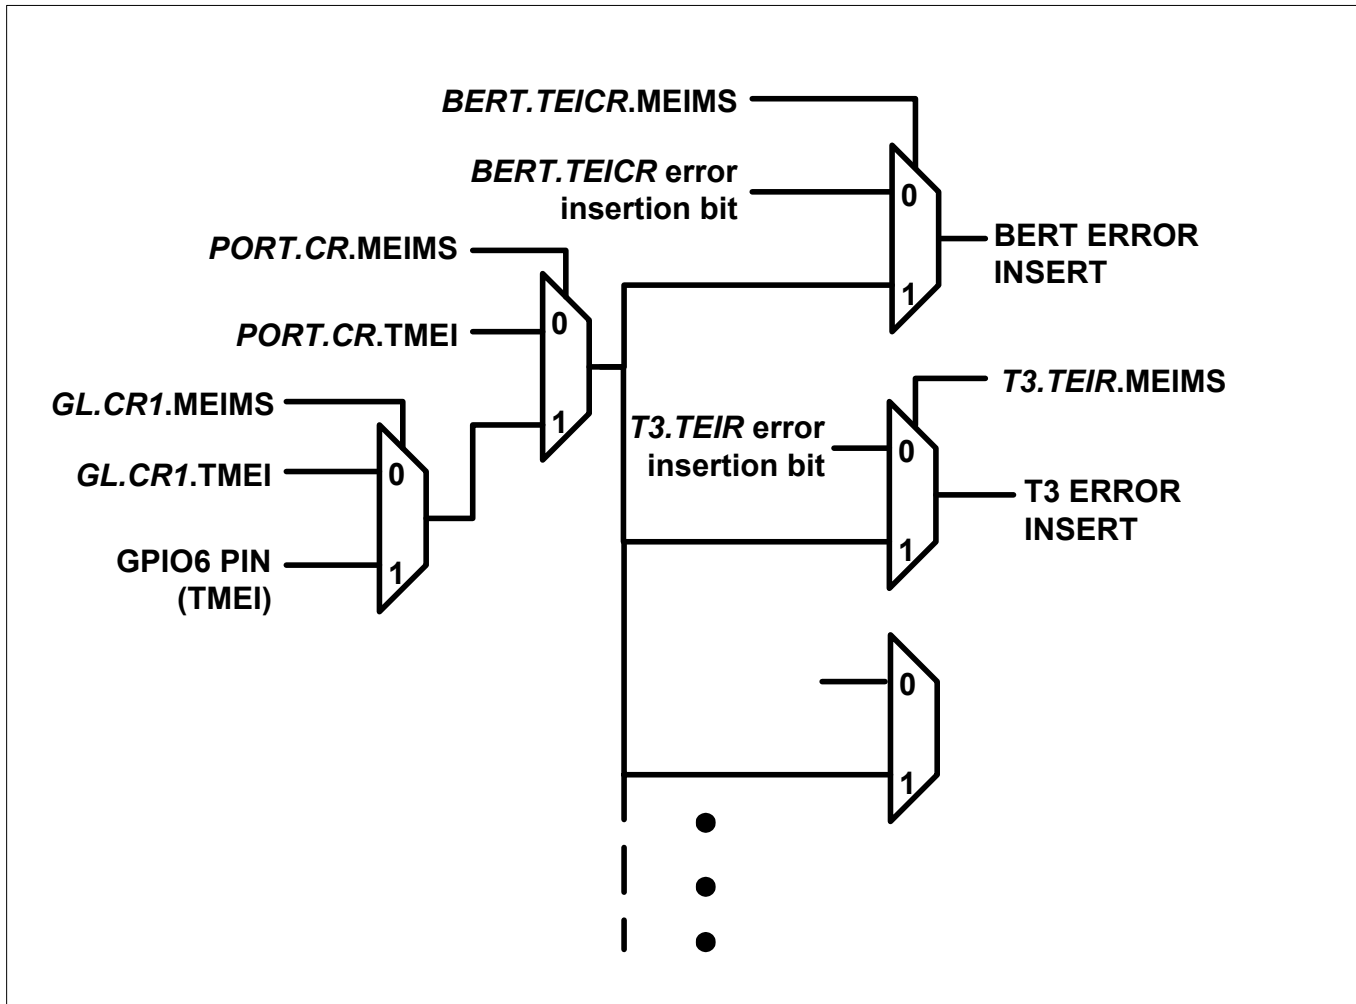 BERT.TEICR.MEIMS
BERT.TEICR error
insertion bit
0
1
BERT ERROR
INSERT
PORT.CR.MEIMS
PORT.CR.TMEI
0
1
GL.CR1.MEIMS
GL.CR1.TMEI
GPIO6 PIN
(TMEI)
0
1
T3.TEIR.MEIMS
T3.TEIR error
insertion bit
0
1
T3 ERROR
INSERT
0
1